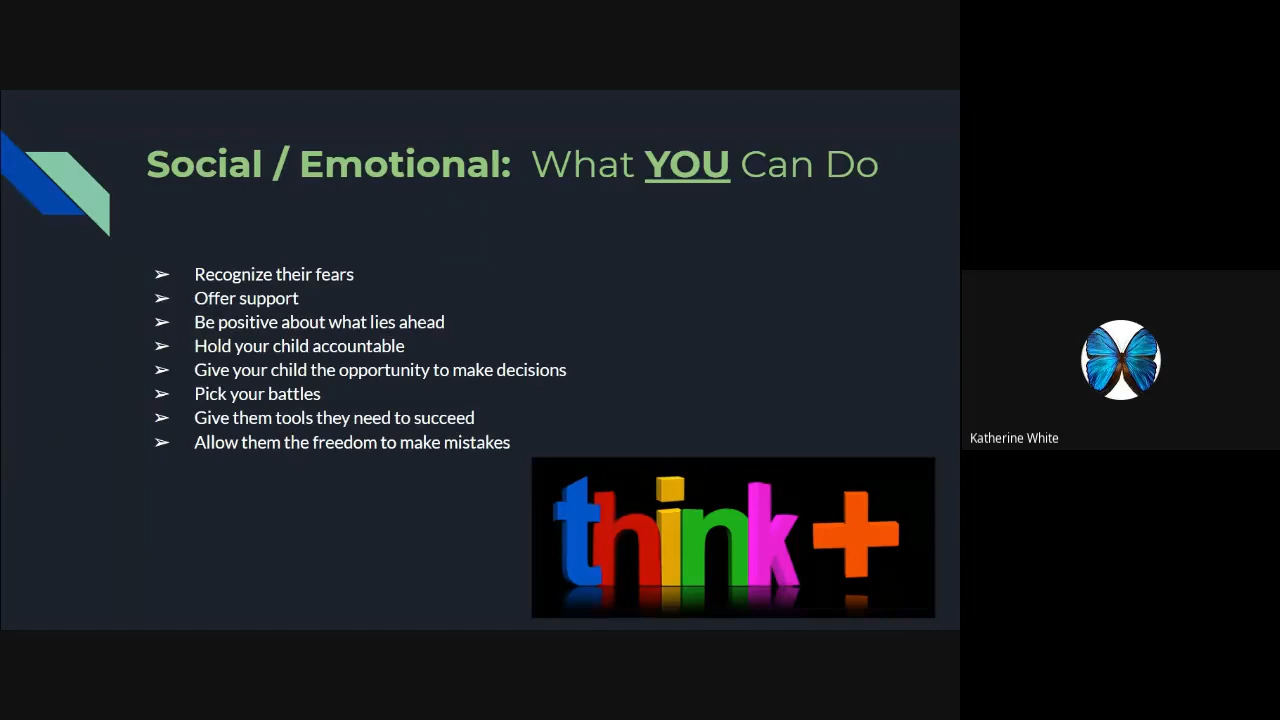 Social / Emotional: What YOU Can Do
➢ Recognize their fears
➢ Offer support
➢ Be positive about what lies ahead
➢ Hold your child accountable
➢ Give your child the opportunity to make decisions
➢ Pick your battles
➢ Give them tools they need to succeed
➢ Allow them the freedom to make mistakes
think +
Katherine White